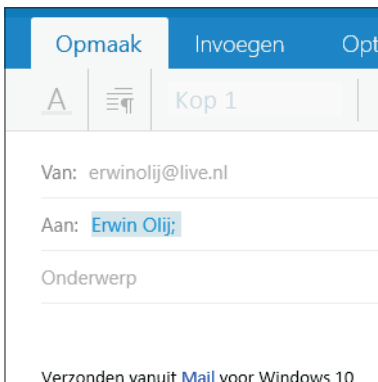 Opmaak Invoegen Opt
A Kop 1
Van: erwinolij@live.nl
Aan: Erwin Olij;
Onderwerp
Verzonden vanuit Mail voor Windows 10